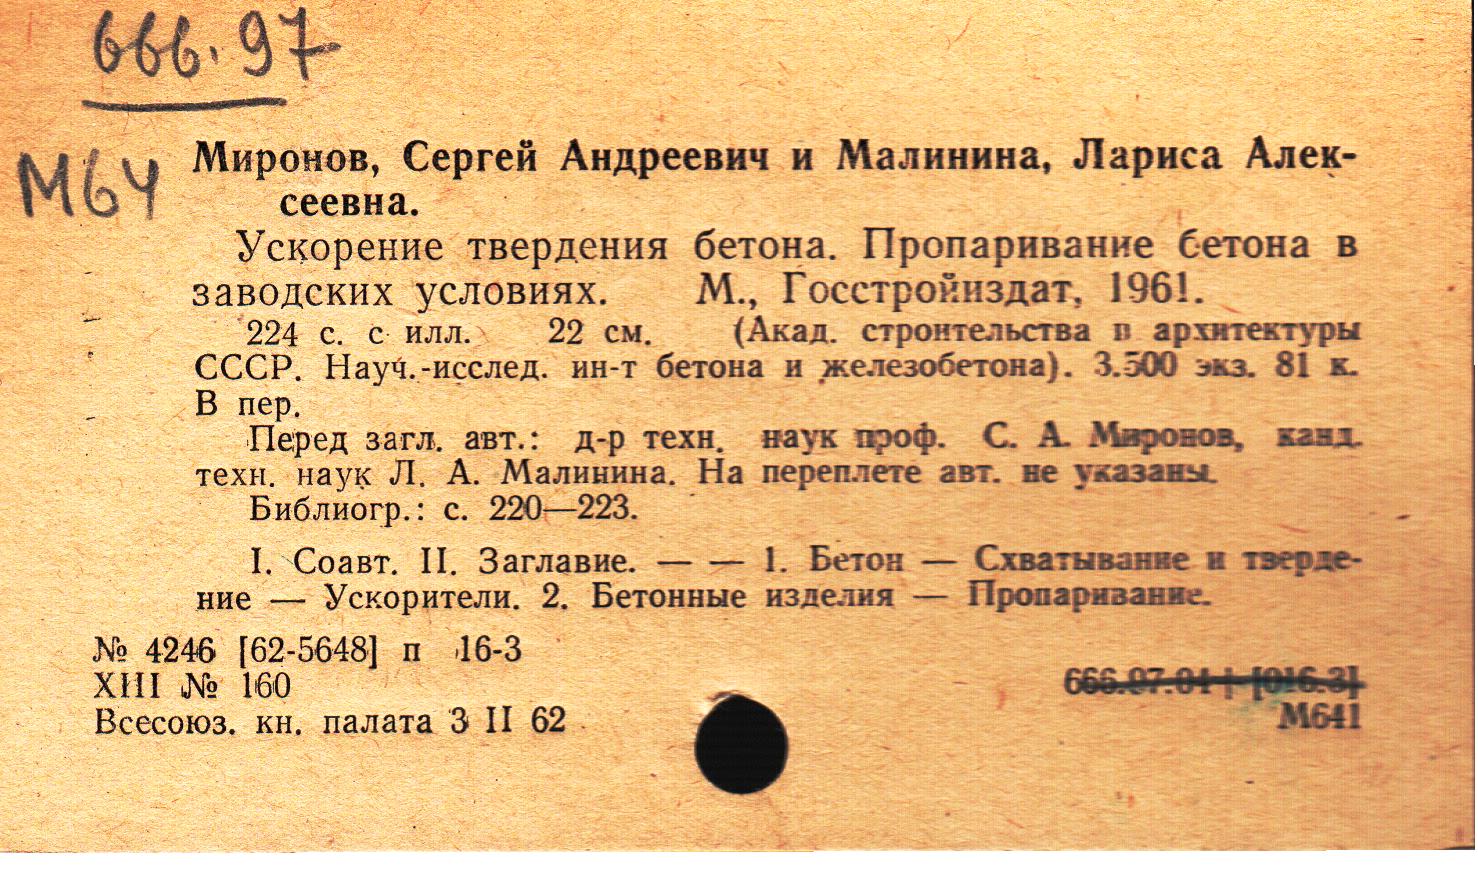 666.97
М64
Миронов, Сергей Андреевич и Малинина, Лариса Алек-
сеевна.
Ускорение твердения бетона. Пропаривание бетона в
заводских условиях. М., Госстройиздат, 1961.
224 с. с илл. 22 см. (Акад. строительства и архитектуры
СССР. Науч.-исслед. ин-т бетона и железобетона). 3.500 экз. 81 к.
В пер.
Перед загл. авт.: д-р техн. наук проф. С. А. Миронов, канд.
техн. наук Л. А. Малинина. На переплете авт. не указаны.
Библиогр.: с. 220—223.
I. Соавт. II. Заглавие. — — 1. Бетон — Схватывание и тверде-
ние — Ускорители. 2. Бетонные изделия — Пропаривание.
№ 4246 [62-5648] п 16-3
XIII № 160
Всесоюз. кн. палата 3 II 62
666.97.04 | [016.3]
М641